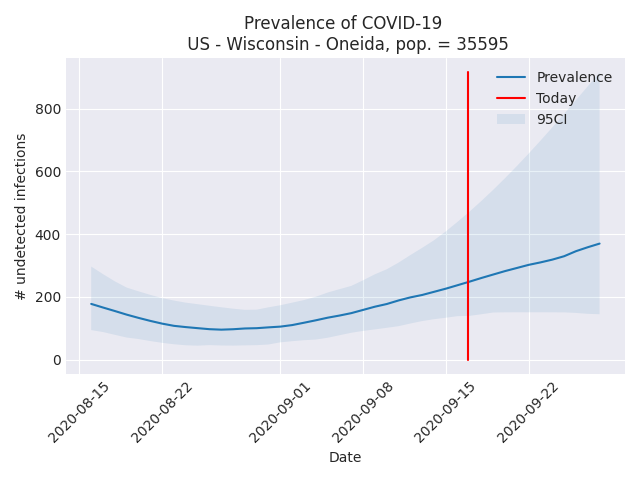 Prevalence of COVID-19
US - Wisconsin - Oneida, pop. = 35595
Prevalence
Today
95CI
# undetected infections
800
600
400
200
0
2020-08-15
2020-08-22
2020-09-01
2020-09-08
2020-09-15
2020-09-22
Date